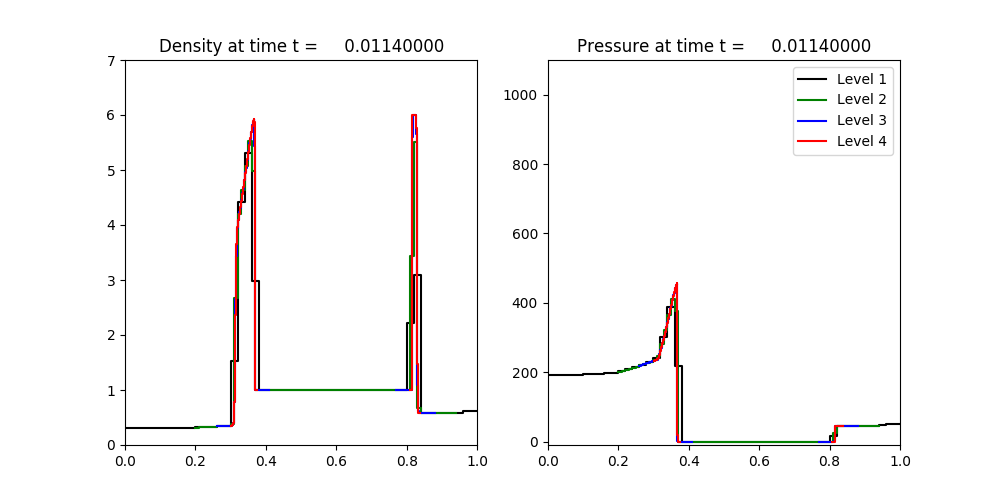 Density at time t = 0.01140000
7
6
5
4
3
2
1
0
0.0 0.2 0.4 0.6 0.8 1.0
Pressure at time t = 0.01140000
1000
800
600
400
200
0
0.0 0.2 0.4 0.6 0.8 1.0
Level 1
Level 2
Level 3
Level 4